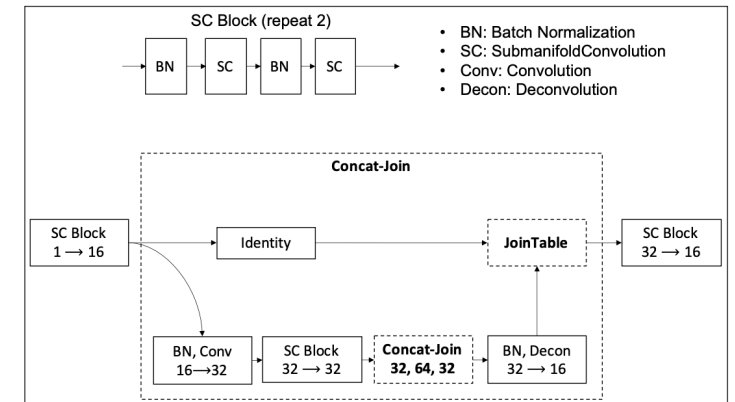 SC Block (repeat 2)
BN
SC
BN
SC
• BN: Batch Normalization
• SC: SubmanifoldConvolution
• Conv: Convolution
• Decon: Deconvolution
Concat-Join
SC Block
1 → 16
Identity
JoinTable
SC Block
32 → 16
BN, Conv
16→32
SC Block
32 → 32
Concat-Join
32, 64, 32
BN, Decon
32 → 16